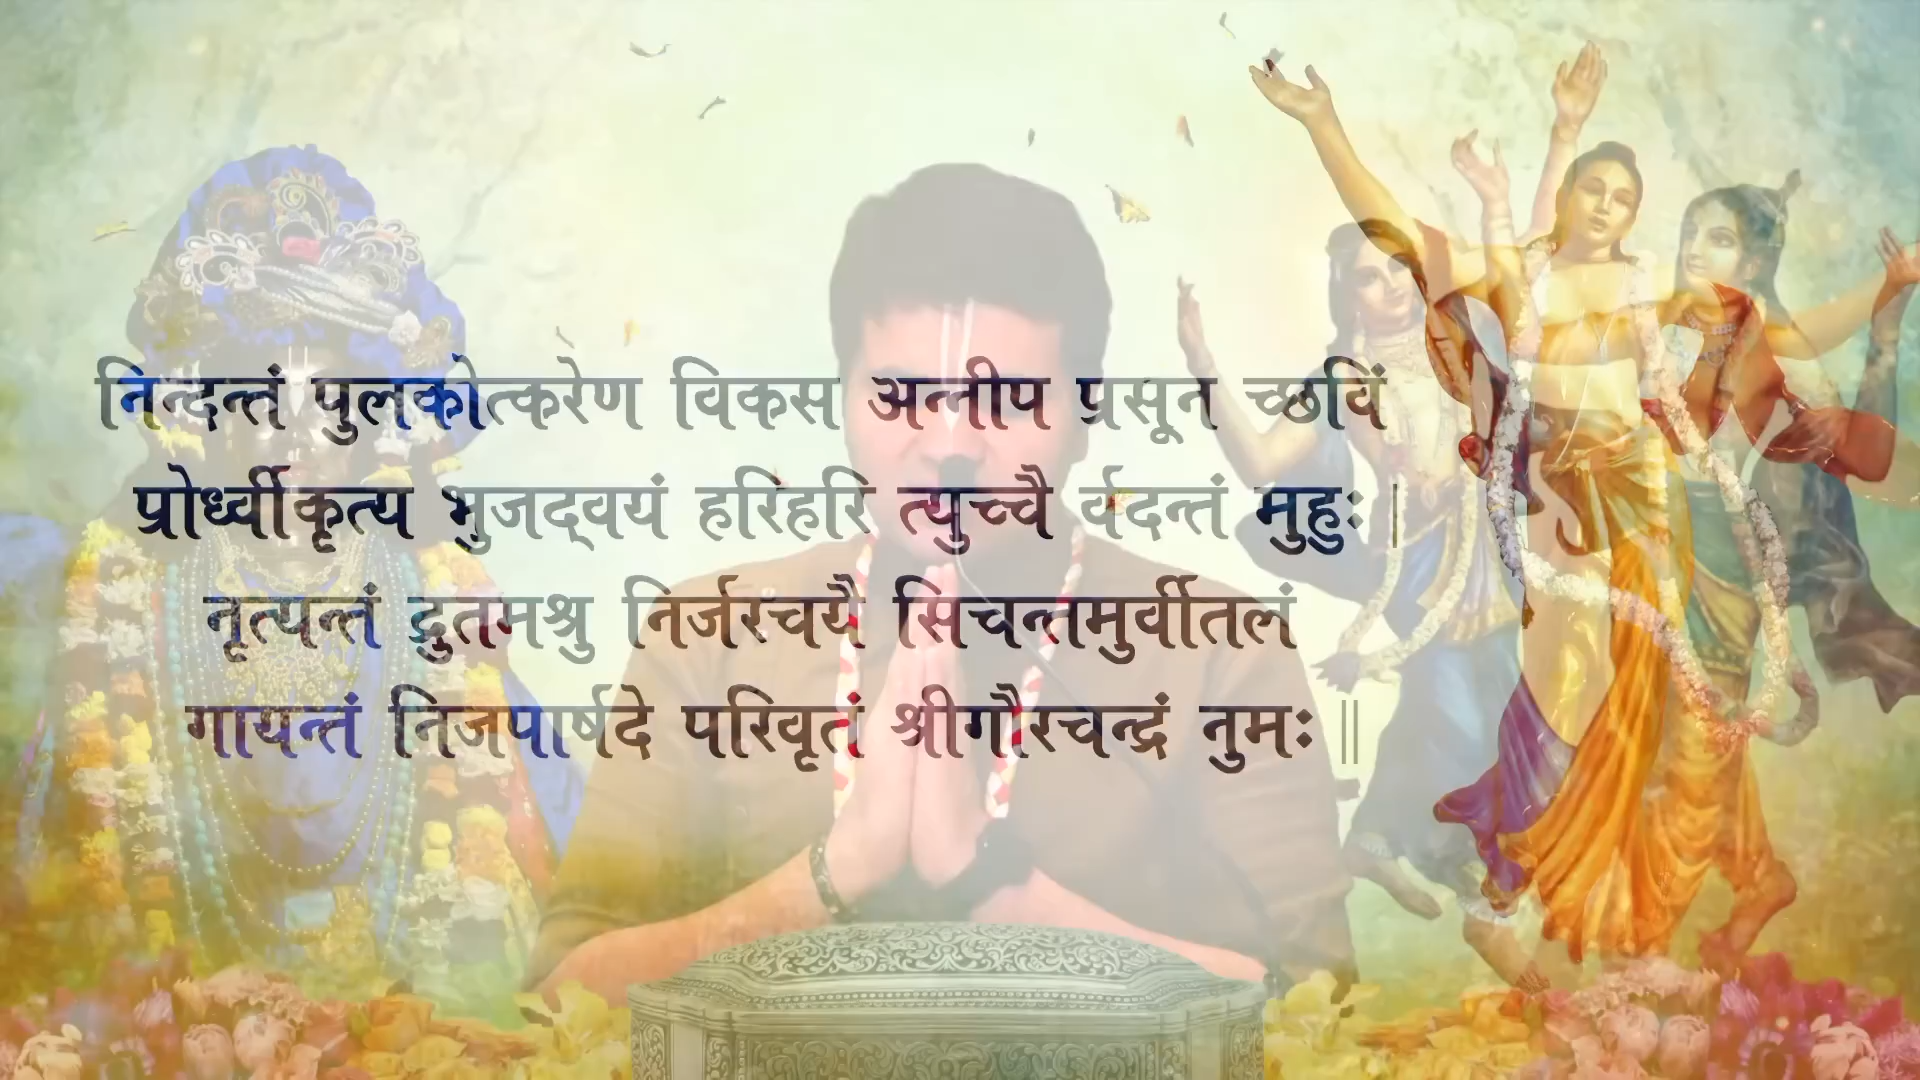 निन्दन्तं पुलकोत्करेण विकस अन्नीप प्रसून च्छविं
प्रोर्ध्वीकृत्य भुजद्वयं हरिहरि त्युच्चै र्वदन्तं मुहुः |
नृत्यन्तं द्रुतमश्रु निर्जरचयै सिचन्तमुर्वीतलं
गायन्तं निजपार्षदे परिवृतं श्रीगौरचन्द्रं नुमः ||